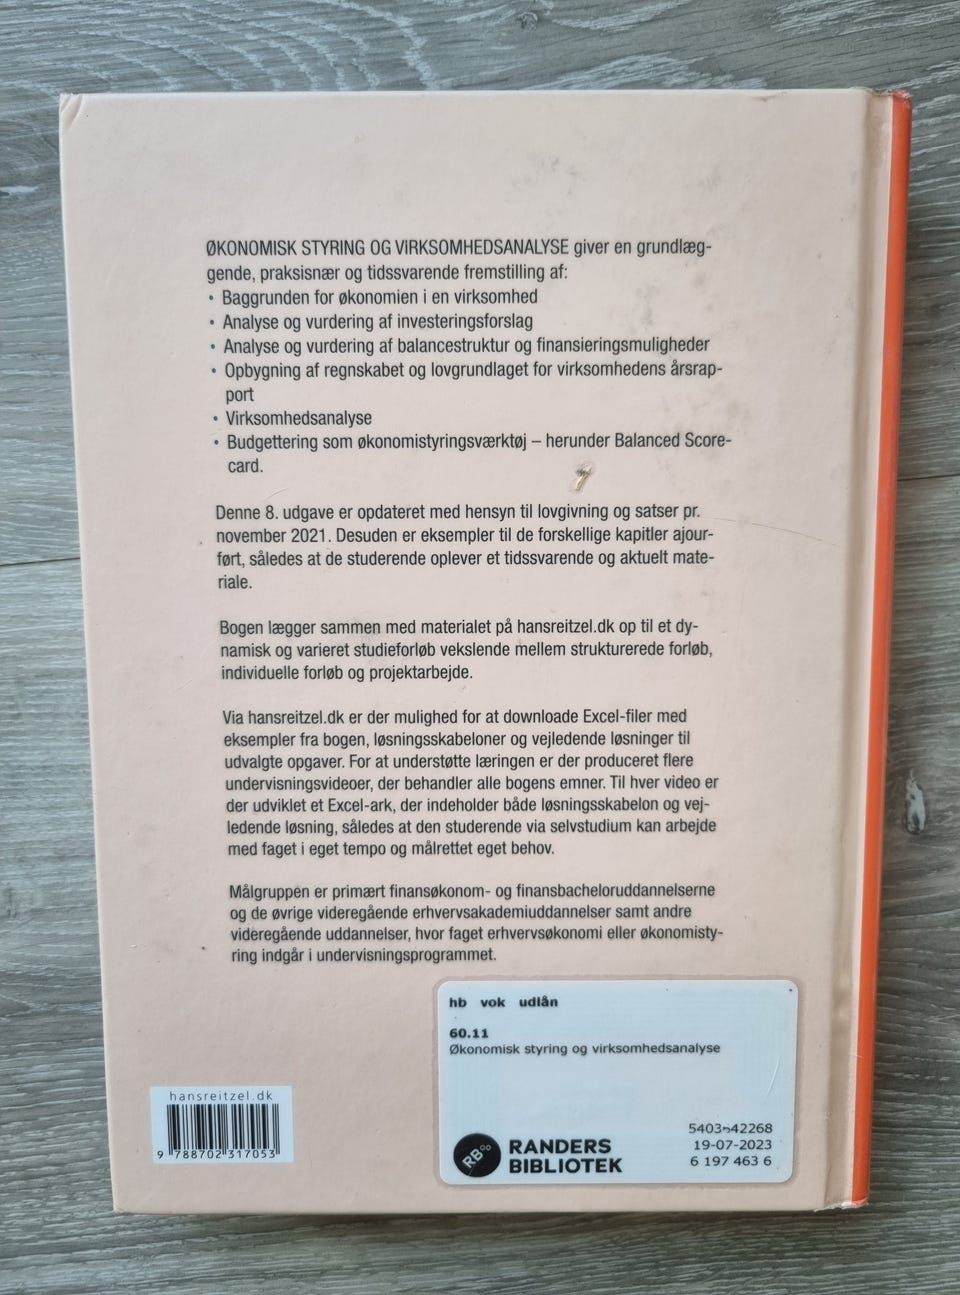 ØKONOMISK STYRING OG VIRKSOMHEDSANALYSE giver en grundlæg-
gende, praksisnær og tidssvarende fremstilling af:
• Baggrunden for økonomien i en virksomhed
• Analyse og vurdering af investeringsforslag
• Analyse og vurdering af balancestruktur og finansieringsmuligheder
• Opbygning af regnskabet og lovgrundlaget for virksomhedens årsrap-
port
• Virksomhedsanalyse
• Budgettering som økonomistyringsværktøj – herunder Balanced Score-
card.
Denne 8. udgave er opdateret med hensyn til lovgivning og satser pr.
november 2021. Desuden er eksempler til de forskellige kapitler ajour-
ført, således at de studerende oplever et tidssvarende og aktuelt mate-
riale.
Bogen lægger sammen med materialet på hansreitzel.dk op til et dy-
namisk og varieret studieforløb vekslende mellem strukturerede forløb,
individuelle forløb og projektarbejde.
Via hansreitzel.dk er der mulighed for at downloade Excel-filer med
eksempler fra bogen, løsningsskabeloner og vejledende løsninger til
udvalgte opgaver. For at understøtte læringen er der produceret flere
undervisningsvideoer, der behandler alle bogens emner. Til hver video er
der udviklet et Excel-ark, der indeholder både løsningsskabelon og vej-
ledende løsning, således at den studerende via selvstudium kan arbejde
med faget i eget tempo og målrettet eget behov.
Målgruppen er primært finansøkonom- og finansbacheloruddannelserne
og de øvrige videregående erhvervsakademiuddannelser samt andre
videregående uddannelser, hvor faget erhvervsøkonomi eller økonomisty-
ring indgår i undervisningsprogrammet.
hb vok udlån
60.11
Økonomisk styring og virksomhedsanalyse
RB
RANDERS
BIBLIOTEK
19-07-2023
6 197 463 6
hansreitzel.dk
9 788702 317053